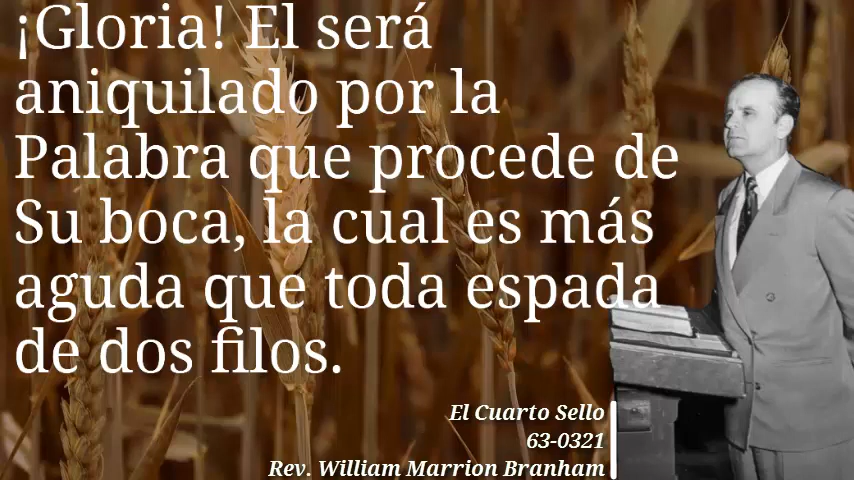 ¡Gloria! El será
aniquilado por la
Palabra que procede de
Su boca, la cual es más
aguda que toda espada
de dos filos.
El Cuarto Sello
63-0321
Rev. William Marrion Branham